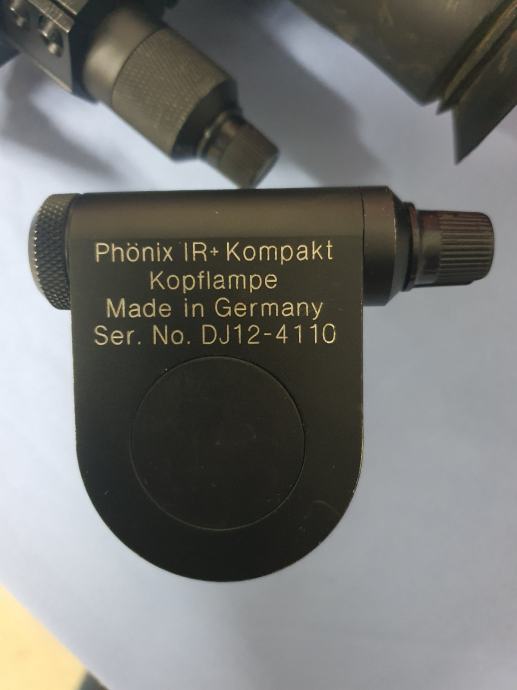 Phönix IR+ Kompakt
Kopflampe
Made in Germany
Ser. No. DJ12-4110